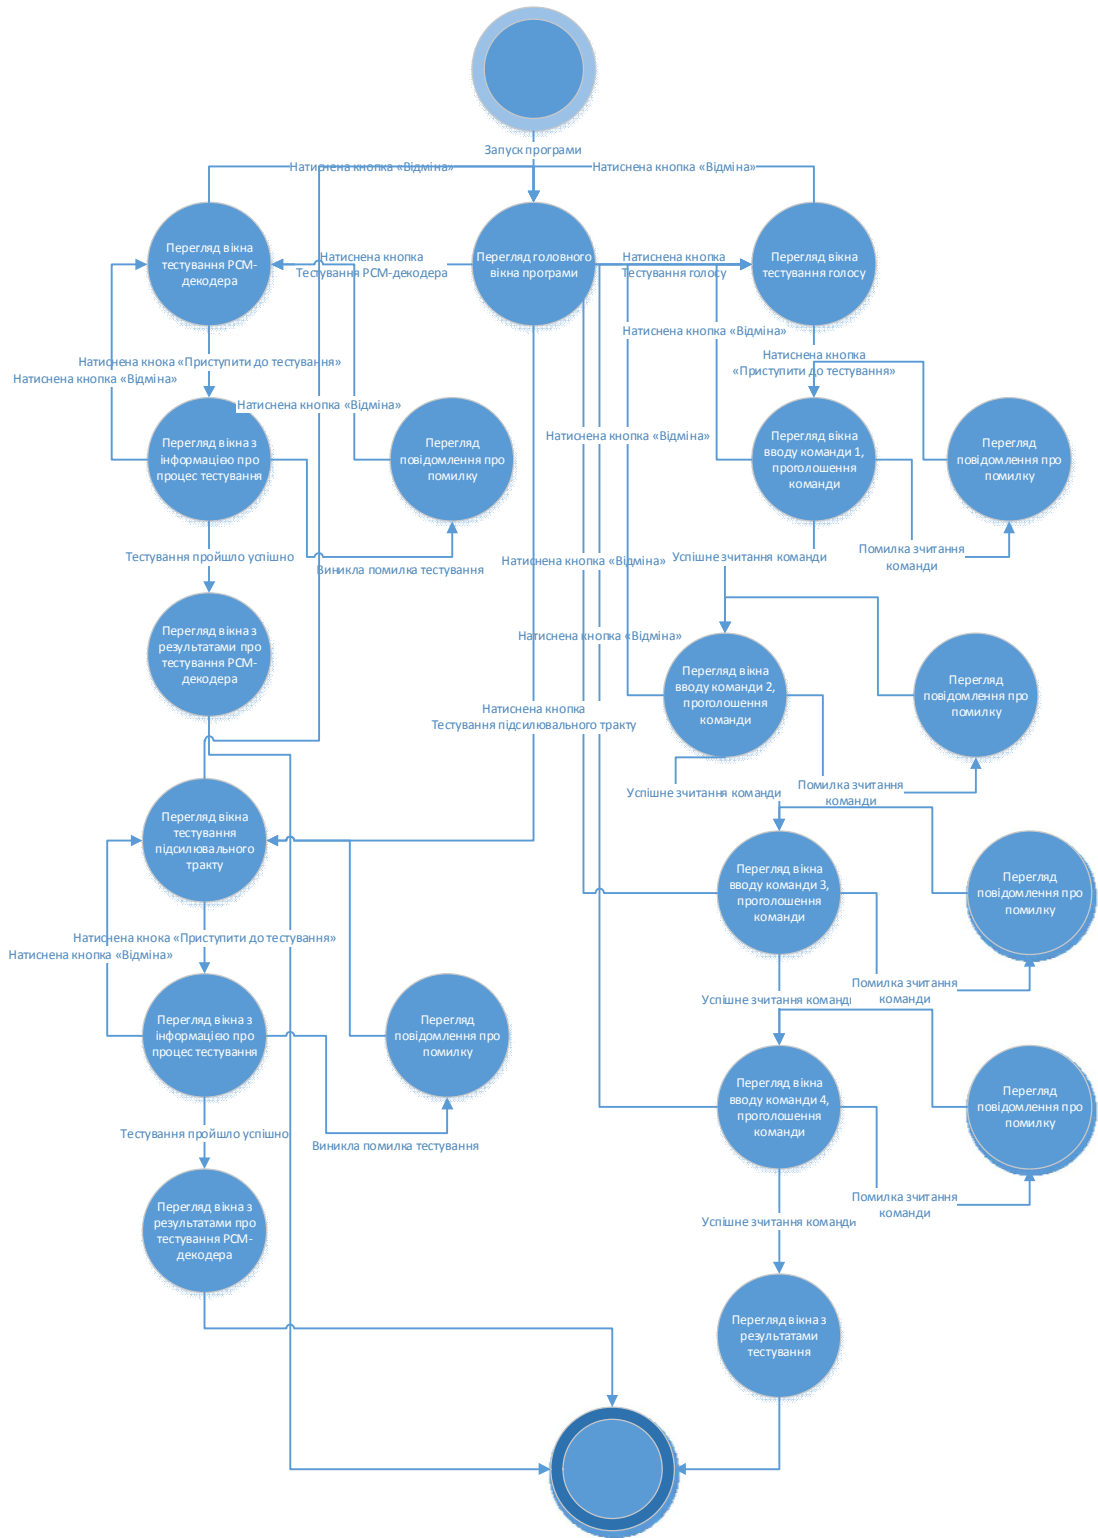 Запуск програми
Натиснена кнопка «Відміна»
Натиснена кнопка «Відміна»
Перегляд вікна
тестування РСМ-
декодера
Натиснена кнопка
Тестування РСМ-декодера
Перегляд головного
вікна програми
Натиснена кнопка
Тестування голосу
Перегляд вікна
тестування голосу
Натиснена кнопка «Відміна»
Натиснена кнока «Приступити до тестування»
Натиснена кнопка «Відміна»
Натиснена кнопка
«Приступити до тестування»
Натиснена кнопка «Відміна»
Перегляд вікна з
інформацією про
процес тестування
Перегляд
повідомлення про
помилку
Натиснена кнопка «Відміна»
Перегляд вікна
вводу команди 1,
проголошення
команди
Перегляд
повідомлення про
помилку
Тестування пройшло успішно
Виникла помилка тестування
Натиснена кнопка «Відміна»
Успішне зчитання команди
Помилка зчитання
команди
Перегляд вікна з
результатами про
тестування РСМ-
декодера
Натиснена кнопка «Відміна»
Перегляд вікна
вводу команди 2,
проголошення
команди
Перегляд
повідомлення про
помилку
Натиснена кнопка
Тестування підсилювального тракту
Успішне зчитання команди
Помилка зчитання
команди
Перегляд вікна
тестування
підсилювального
тракту
Перегляд вікна
вводу команди 3,
проголошення
команди
Перегляд
повідомлення про
помилку
Натиснена кнока «Приступити до тестування»
Натиснена кнопка «Відміна»
Успішне зчитання команди
Помилка зчитання
команди
Перегляд вікна з
інформацією про
процес тестування
Перегляд
повідомлення про
помилку
Перегляд вікна
вводу команди 4,
проголошення
команди
Перегляд
повідомлення про
помилку
Тестування пройшло успішно
Виникла помилка тестування
Успішне зчитання команди
Помилка зчитання
команди
Перегляд вікна з
результатами про
тестування РСМ-
декодера
Перегляд вікна з
результатами
тестування